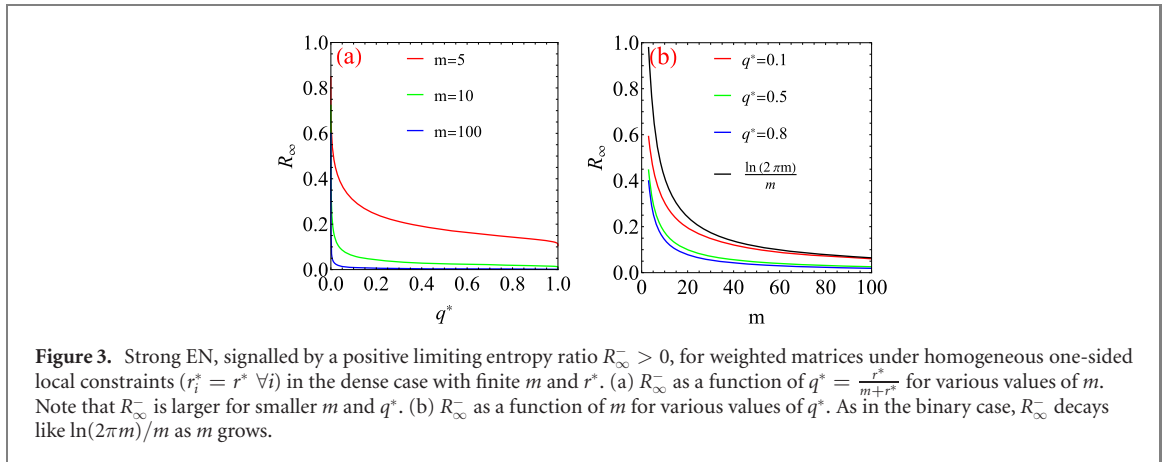 1.0
0.8
0.6
0.4
0.2
0.0
R∞
(a)
m=5
m=10
m=100
0.0 0.2 0.4 0.6 0.8 1.0
q*
1.0
0.8
0.6
0.4
0.2
0.0
R∞
(b)
q*=0.1
q*=0.5
q*=0.8
ln (2 πm)/m
0 20 40 60 80 100
m
Figure 3. Strong EN, signalled by a positive limiting entropy ratio R⁻∞ > 0, for weighted matrices under homogeneous one-sided
local constraints (r*ᵢ = r* ∀i) in the dense case with finite m and r*. (a) R⁻∞ as a function of q* = r*/(m+r*) for various values of m.
Note that R⁻∞ is larger for smaller m and q*. (b) R⁻∞ as a function of m for various values of q*. As in the binary case, R⁻∞ decays
like ln(2πm)/m as m grows.